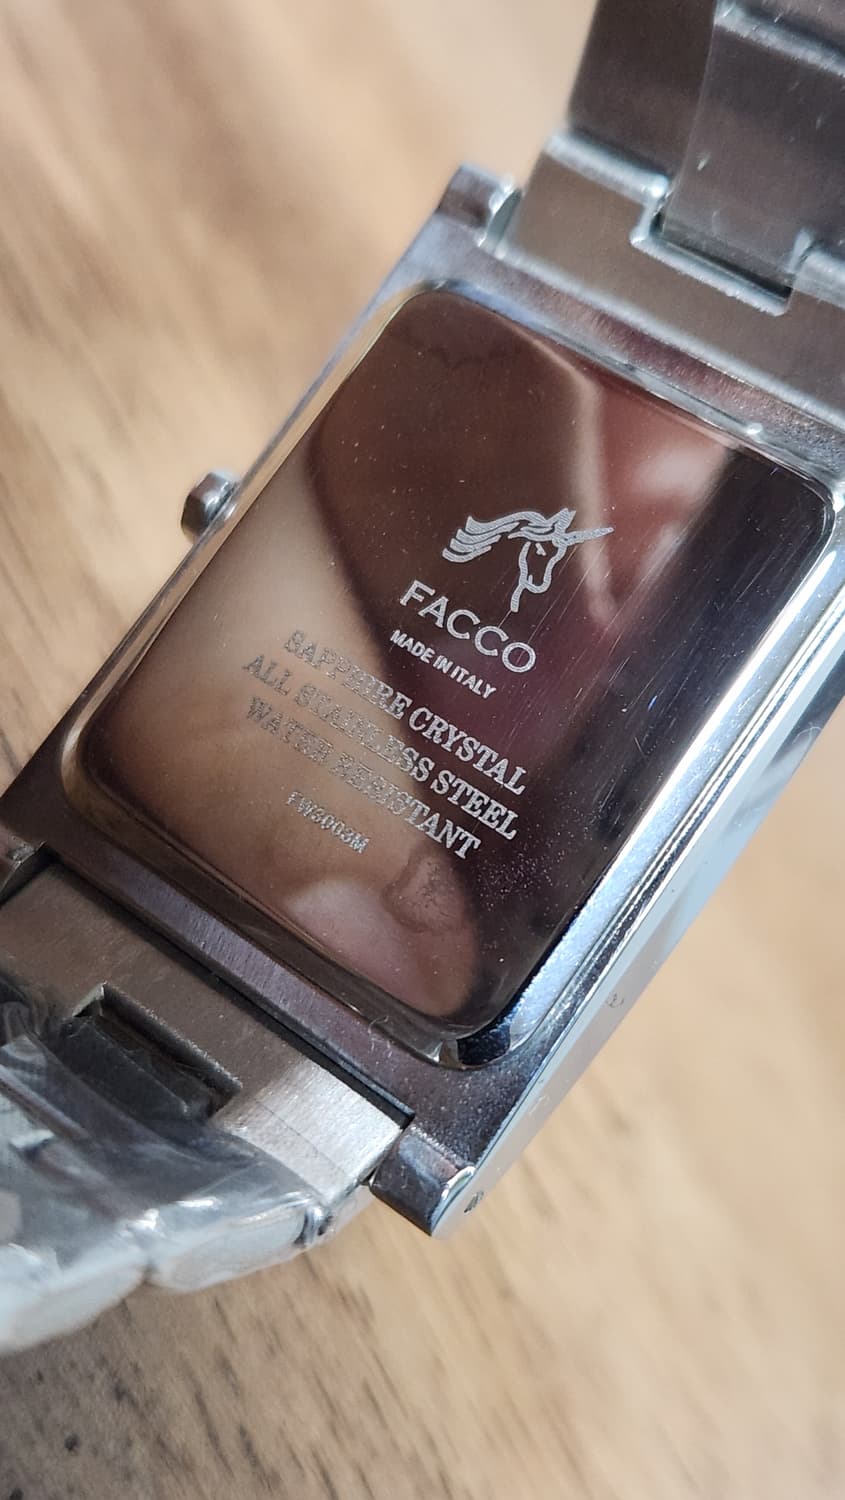 FACCO
MADE IN ITALY
SAPPHIRE CRYSTAL
ALL STAINLESS STEEL
WATER RESISTANT
FW3003M